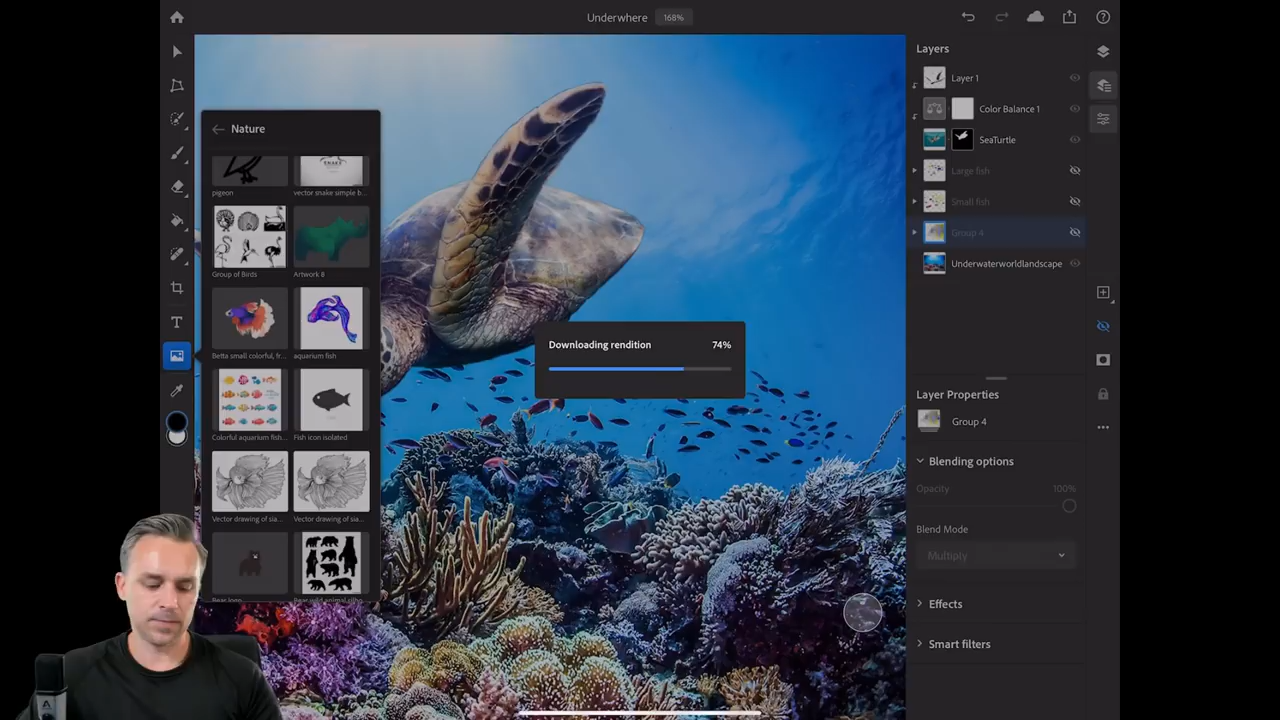 Underwhere 168%
Nature
pigeon
vector snake simple b...
Group of Birds
Artwork 8
Betta small colorful, fr...
aquarium fish
Colorful aquarium fish...
Fish icon isolated
Vector drawing of sia...
Vector drawing of sia...
Downloading rendition 74%
Layers
Layer 1
Color Balance 1
SeaTurtle
Large fish
Small fish
Group 4
Underwaterworldlandscape
Layer Properties
Group 4
Blending options
Opacity 100%
Blend Mode
Multiply
Effects
Smart filters